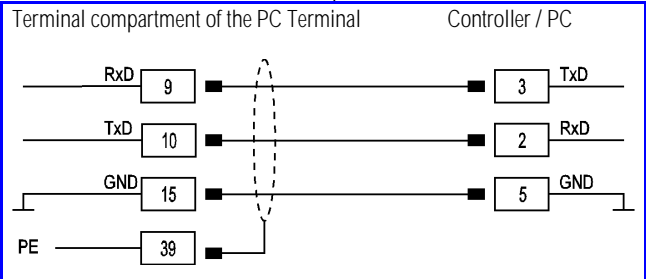 Terminal compartment of the PC Terminal Controller / PC
RxD 9 3 TxD
TxD 10 2 RxD
GND 15 5 GND
PE 39